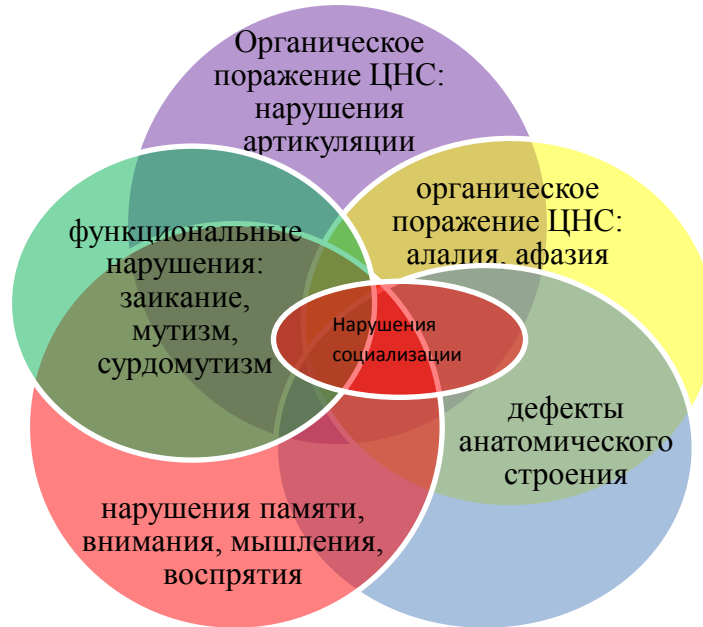 Органическое
поражение ЦНС:
нарушения
артикуляции
органическое
поражение ЦНС:
алалия, афазия
функциональные
нарушения:
заикание,
мутизм,
сурдомутизм
Нарушения
социализации
дефекты
анатомического
строения
нарушения памяти,
внимания, мышления,
воспрятия